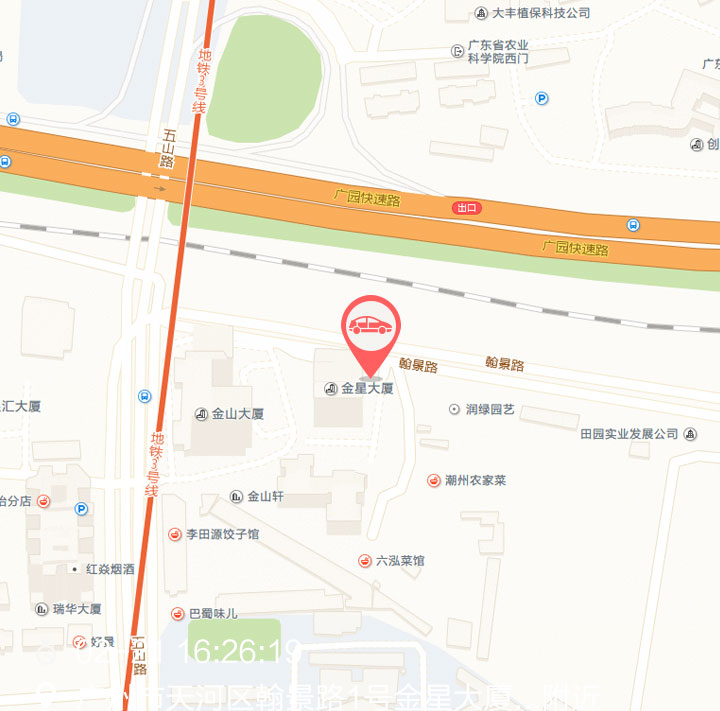 大丰植保科技公司
广东省农业
科学院西门
地铁3号线
五山路
创
广园快速路
出口
广园快速路
翰景路
翰景路
金星大厦
汇大厦
金山大厦
润绿园艺
田园实业发展公司
地铁3号线
潮州农家菜
金山轩
冶分店
李田源饺子馆
六泓菜馆
红焱烟酒
瑞华大厦
巴蜀味儿
16:26:19
市天河区翰景路1号金星大厦
附近